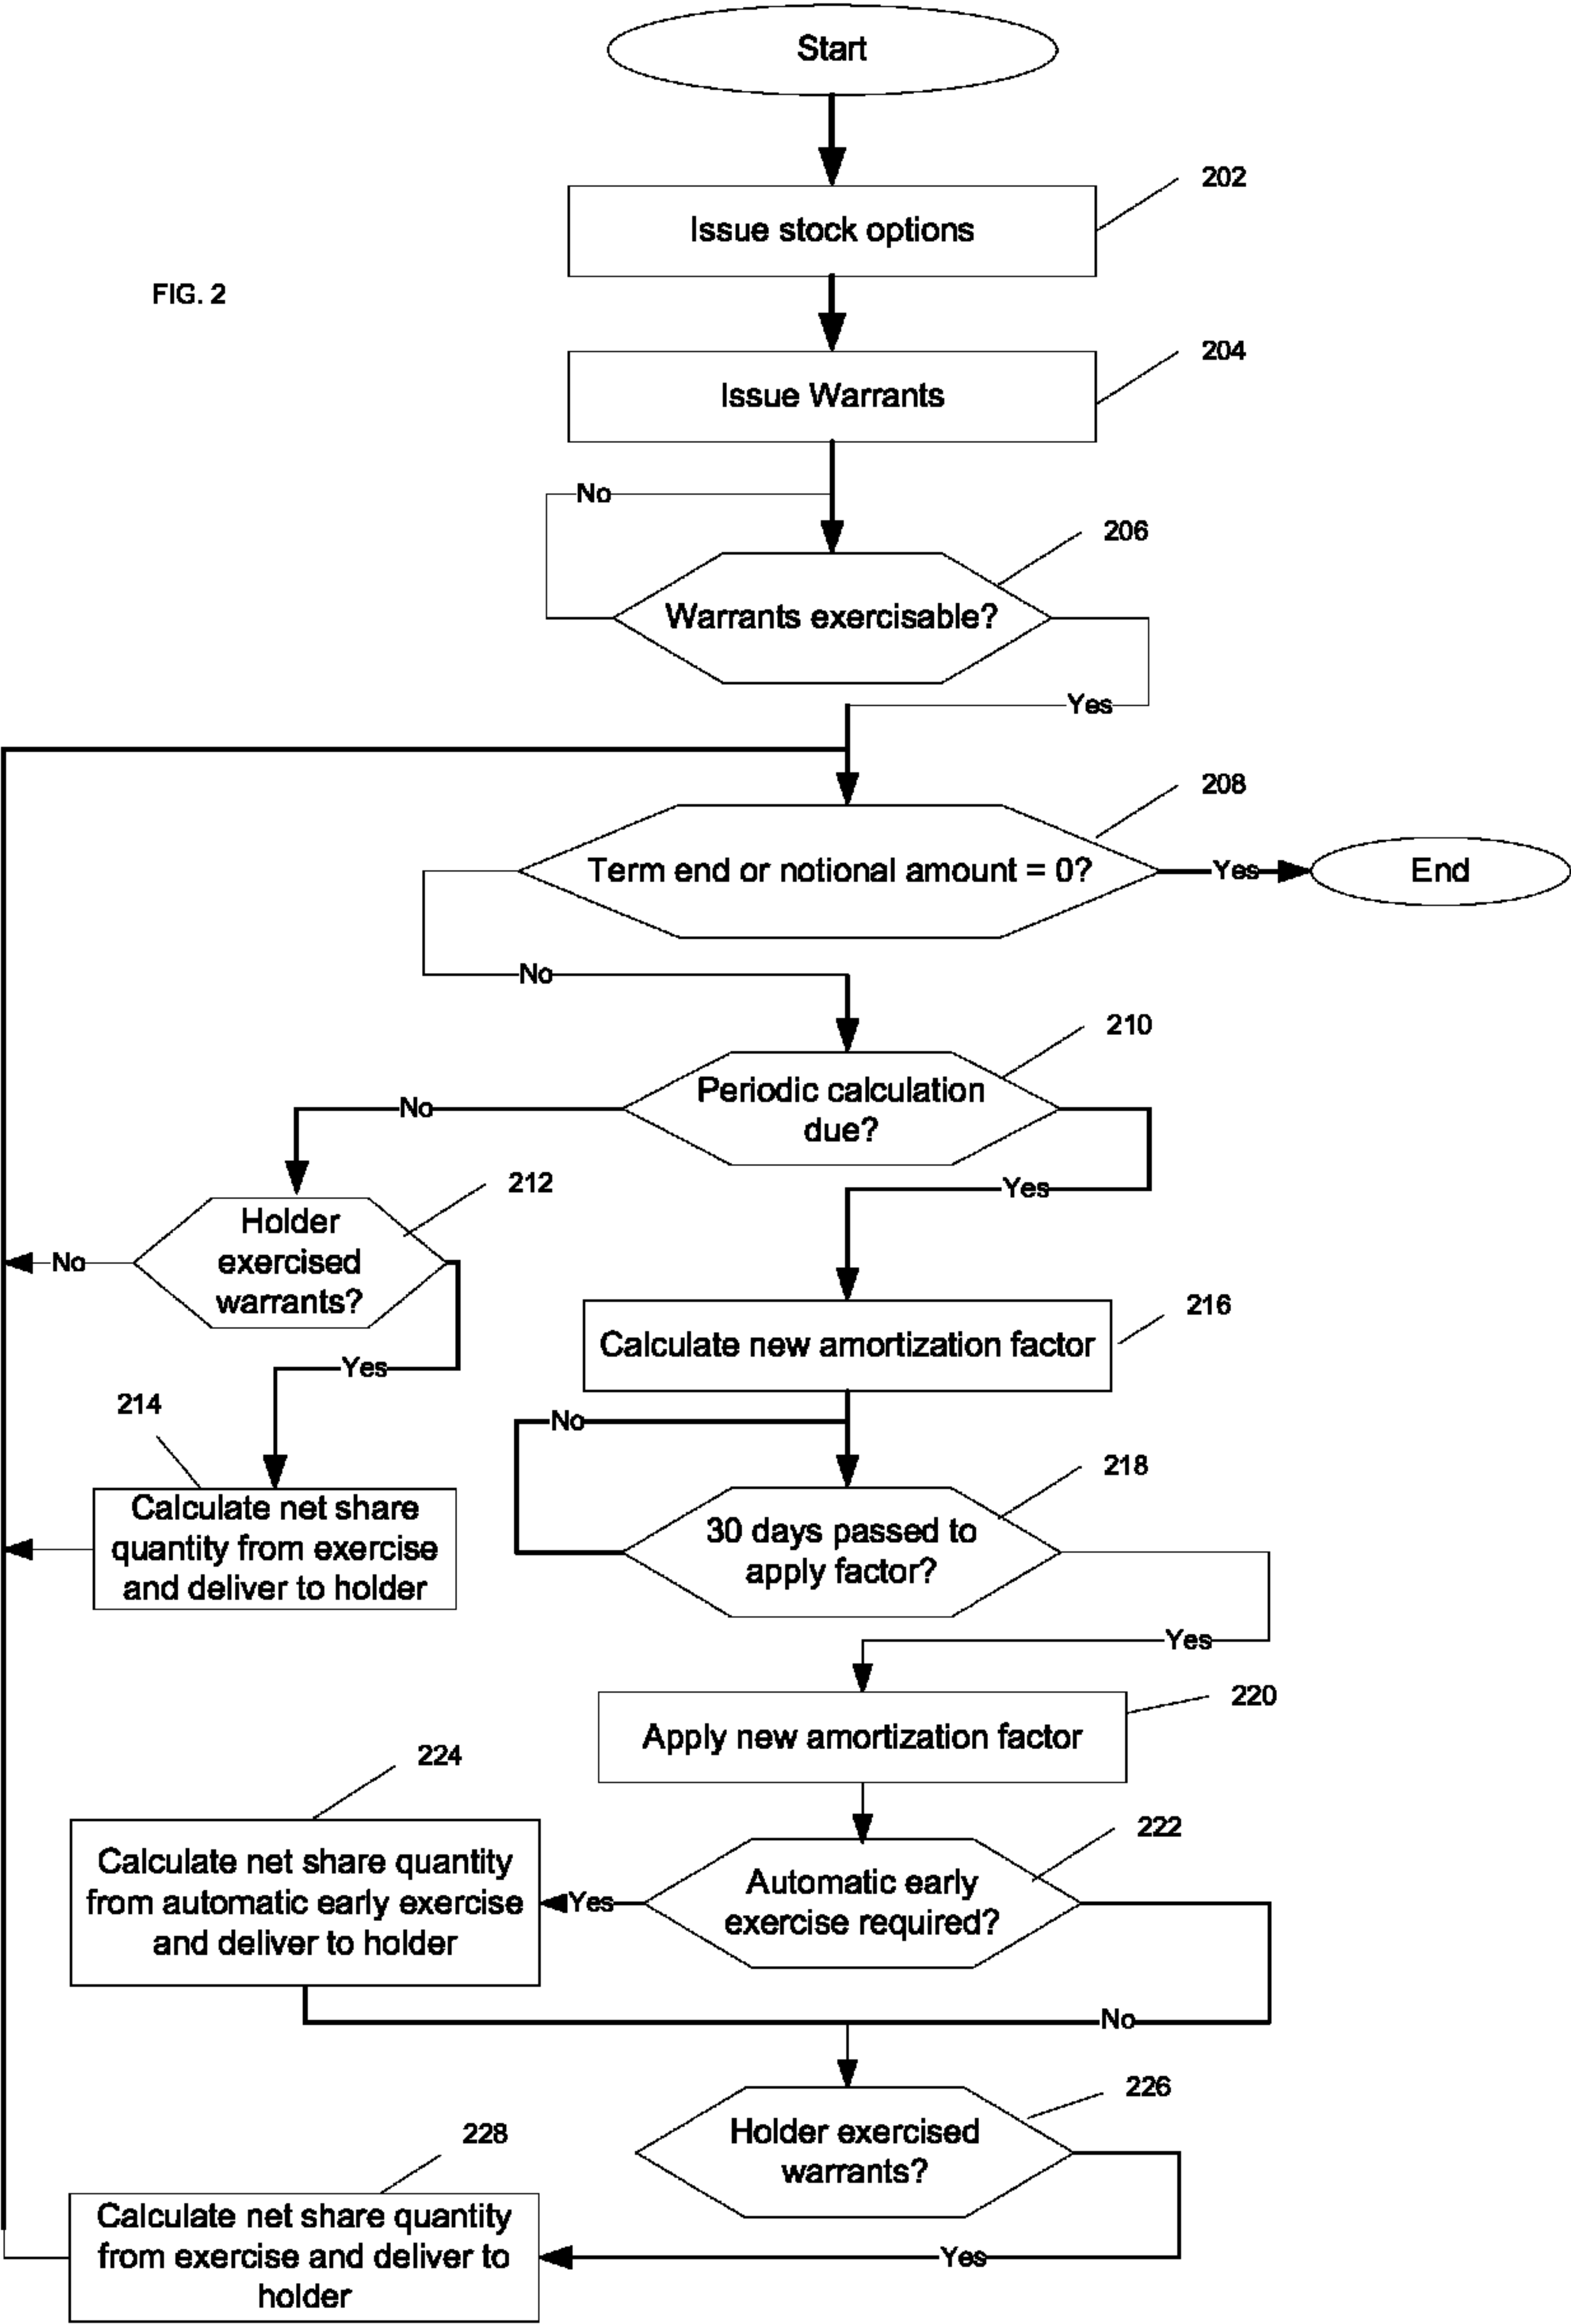 Start
202
Issue stock options
FIG. 2
204
Issue Warrants
No
206
Warrants exercisable?
Yes
208
Term end or notional amount = 0?
Yes
End
No
210
Periodic calculation
due?
No
Yes
212
Holder
exercised
warrants?
No
Yes
216
Calculate new amortization factor
214
Calculate net share
quantity from exercise
and deliver to holder
No
218
30 days passed to
apply factor?
Yes
220
Apply new amortization factor
224
Calculate net share quantity
from automatic early exercise
and deliver to holder
222
Automatic early
exercise required?
Yes
No
226
Holder exercised
warrants?
228
Calculate net share quantity
from exercise and deliver to
holder
Yes